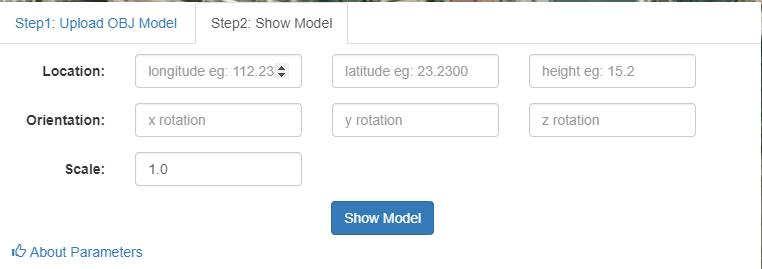 Step1: Upload OBJ Model Step2: Show Model
Location: longitude eg: 112.23 latitude eg: 23.2300 height eg: 15.2
Orientation: x rotation y rotation z rotation
Scale: 1.0
Show Model
About Parameters